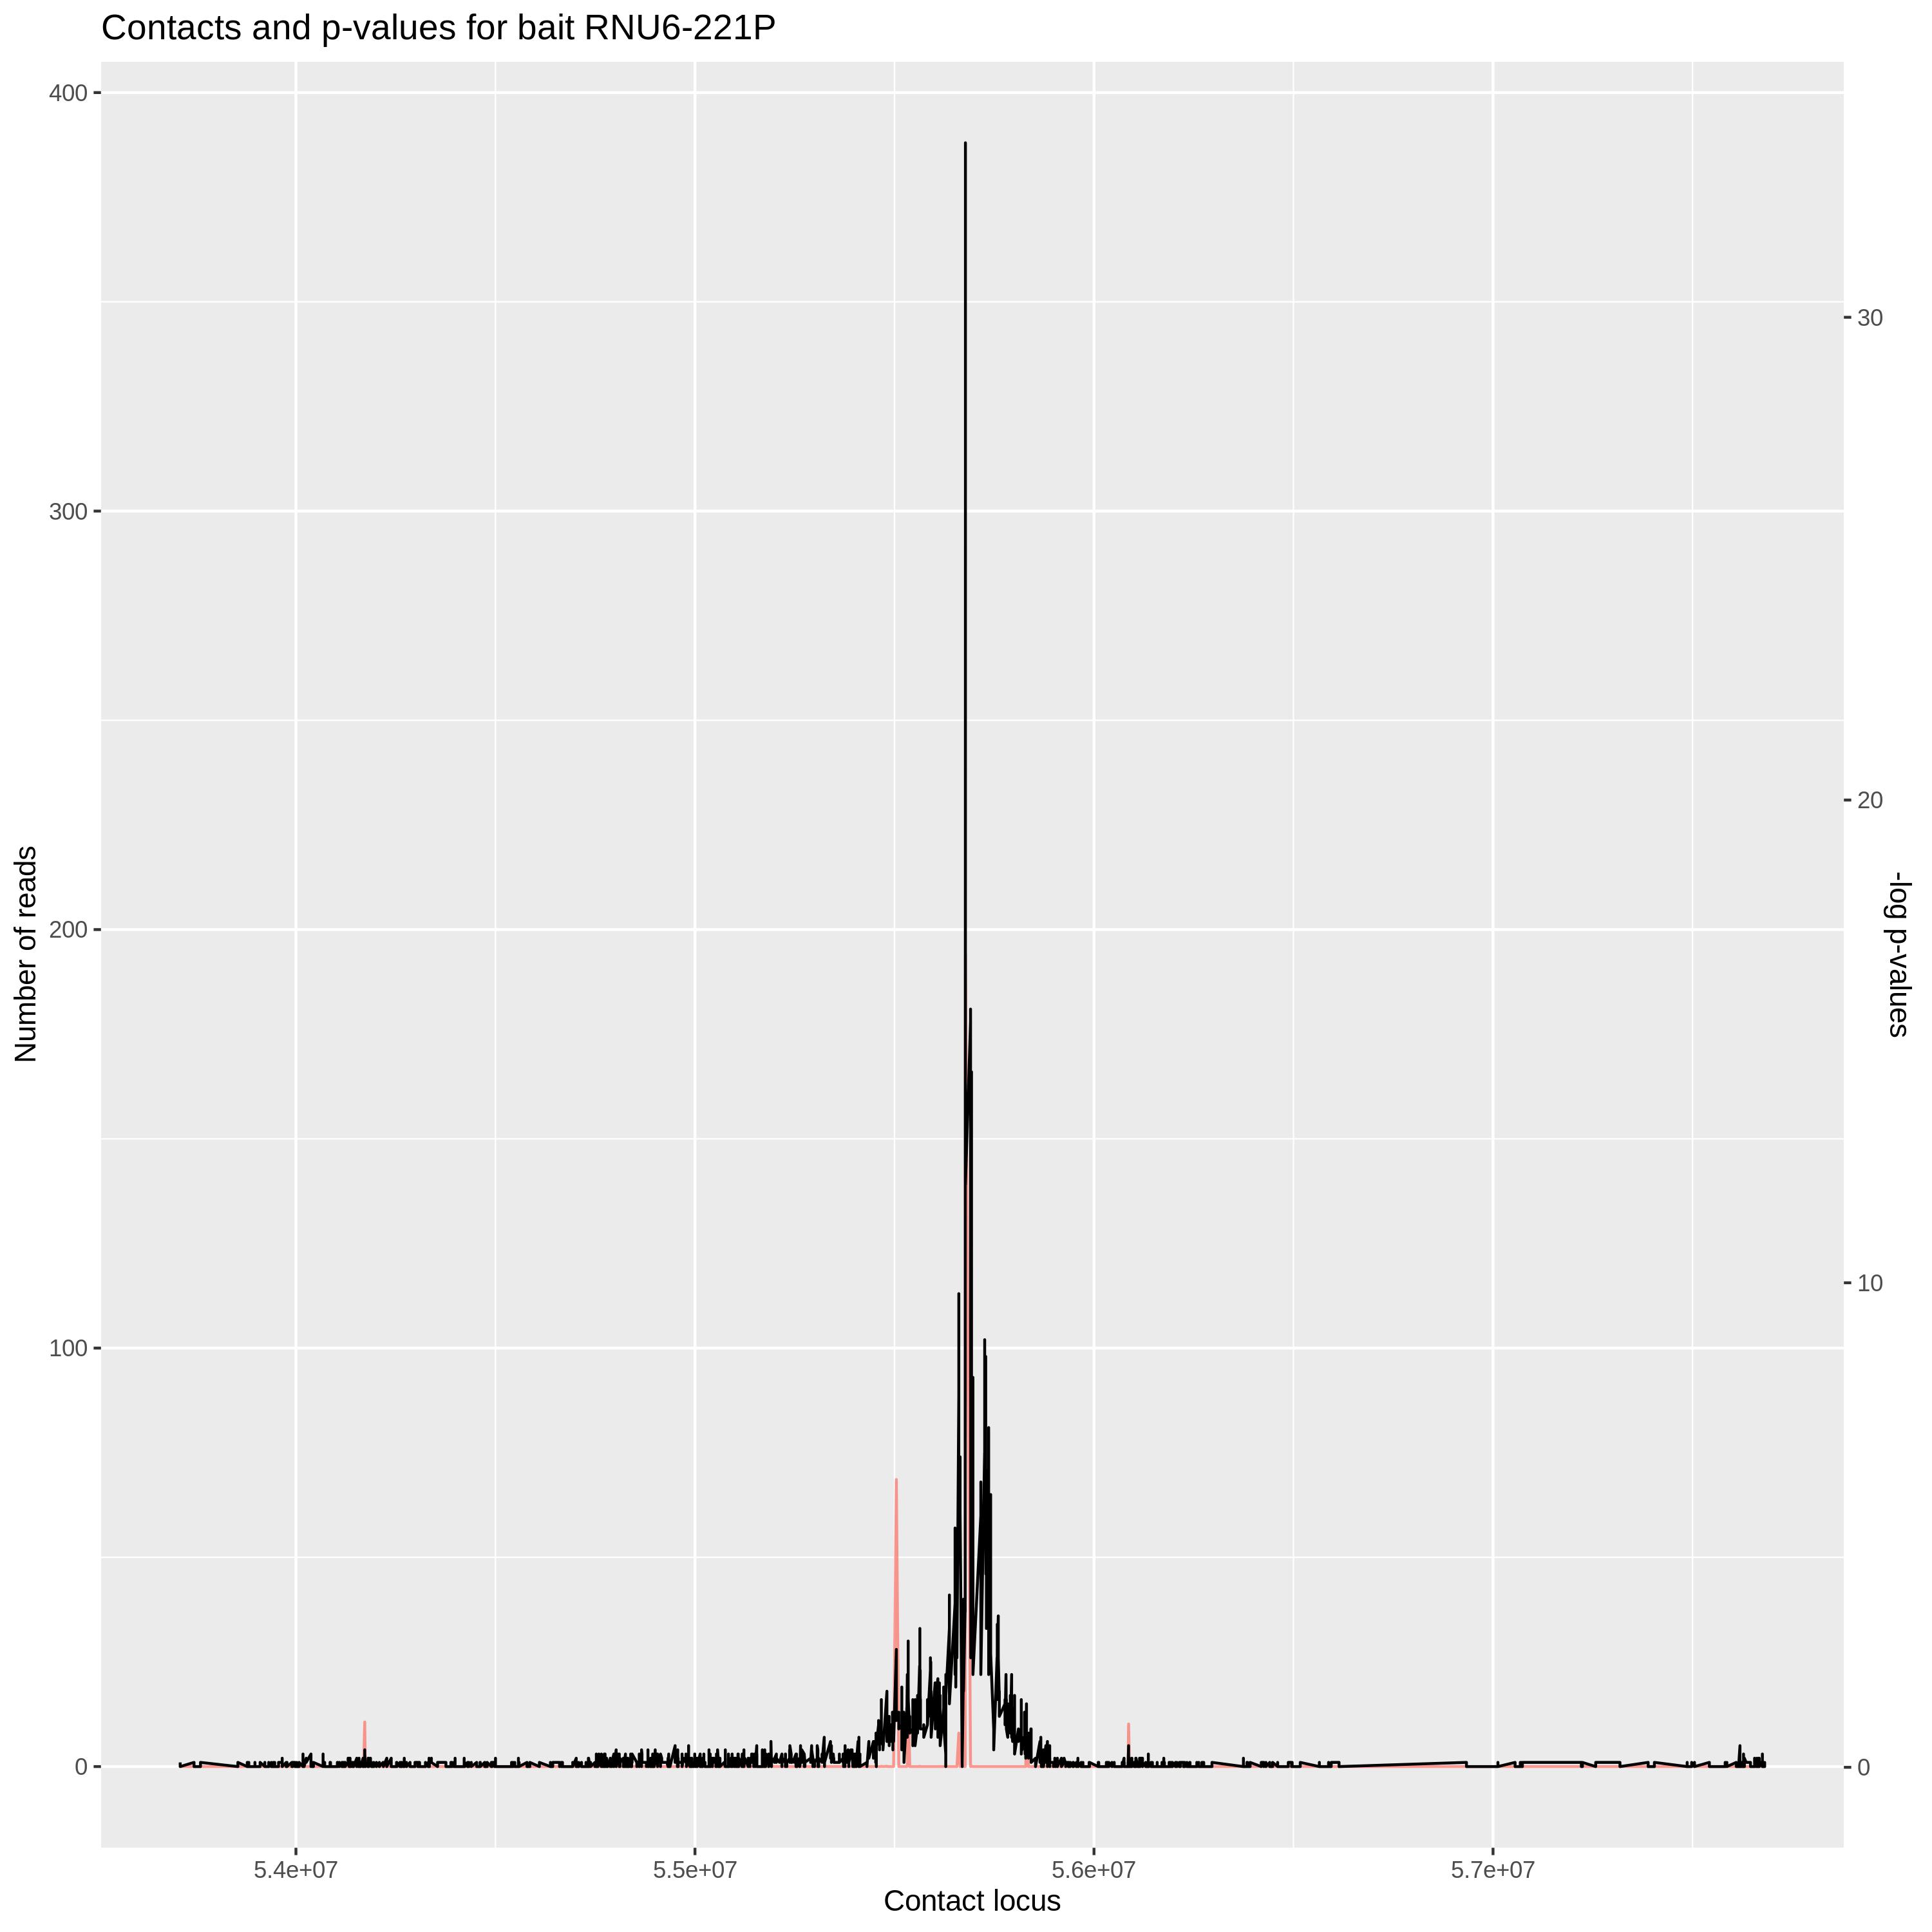 Contacts and p-values for bait RNU6-221P
400
300
200
100
0
Number of reads
30
20
10
0
-log p-values
5.4e+07
5.5e+07
5.6e+07
5.7e+07
Contact locus